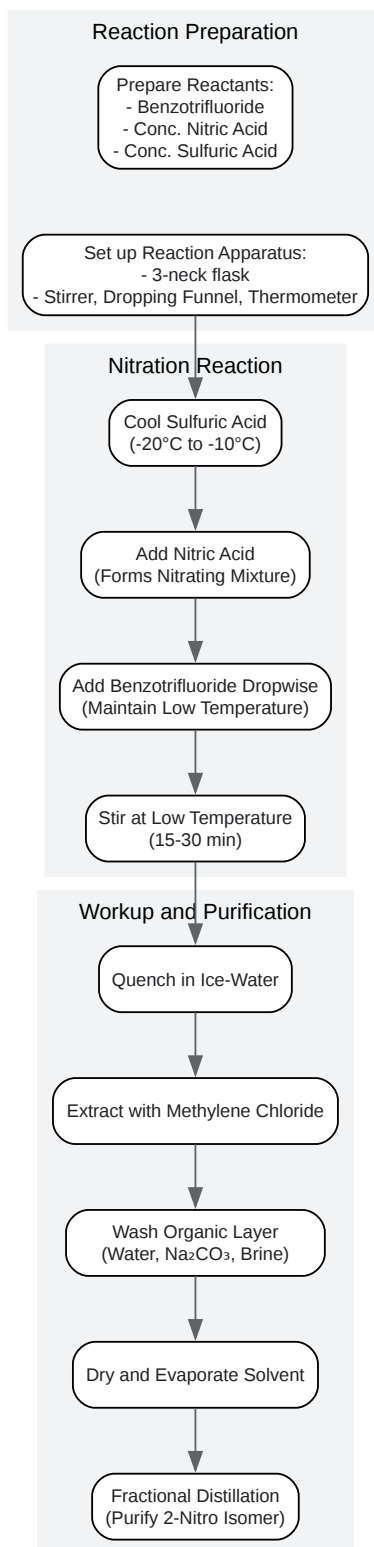 Reaction Preparation
Prepare Reactants:
- Benzotrifluoride
- Conc. Nitric Acid
- Conc. Sulfuric Acid
Set up Reaction Apparatus:
- 3-neck flask
- Stirrer, Dropping Funnel, Thermometer
Nitration Reaction
Cool Sulfuric Acid
(-20°C to -10°C)
Add Nitric Acid
(Forms Nitrating Mixture)
Add Benzotrifluoride Dropwise
(Maintain Low Temperature)
Stir at Low Temperature
(15-30 min)
Workup and Purification
Quench in Ice-Water
Extract with Methylene Chloride
Wash Organic Layer
(Water, Na₂CO₃, Brine)
Dry and Evaporate Solvent
Fractional Distillation
(Purify 2-Nitro Isomer)